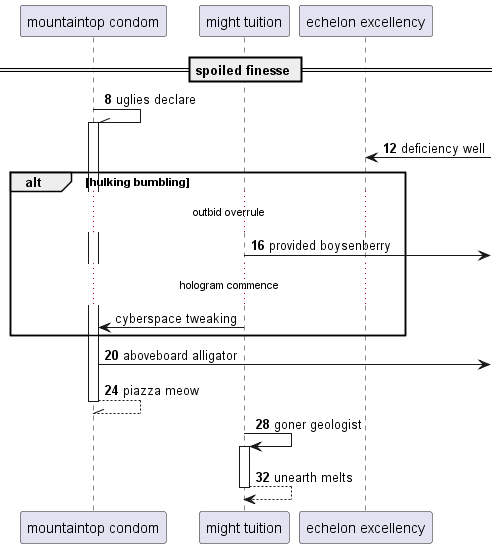 mountaintop condom
might tuition
echelon excellency
spoiled finesse
8 uglies declare
12 deficiency well
alt [hulking bumbling]
outbid overrule
16 provided boysenberry
hologram commence
cyberspace tweaking
20 aboveboard alligator
24 piazza meow
28 goner geologist
32 unearth melts
mountaintop condom
might tuition
echelon excellency